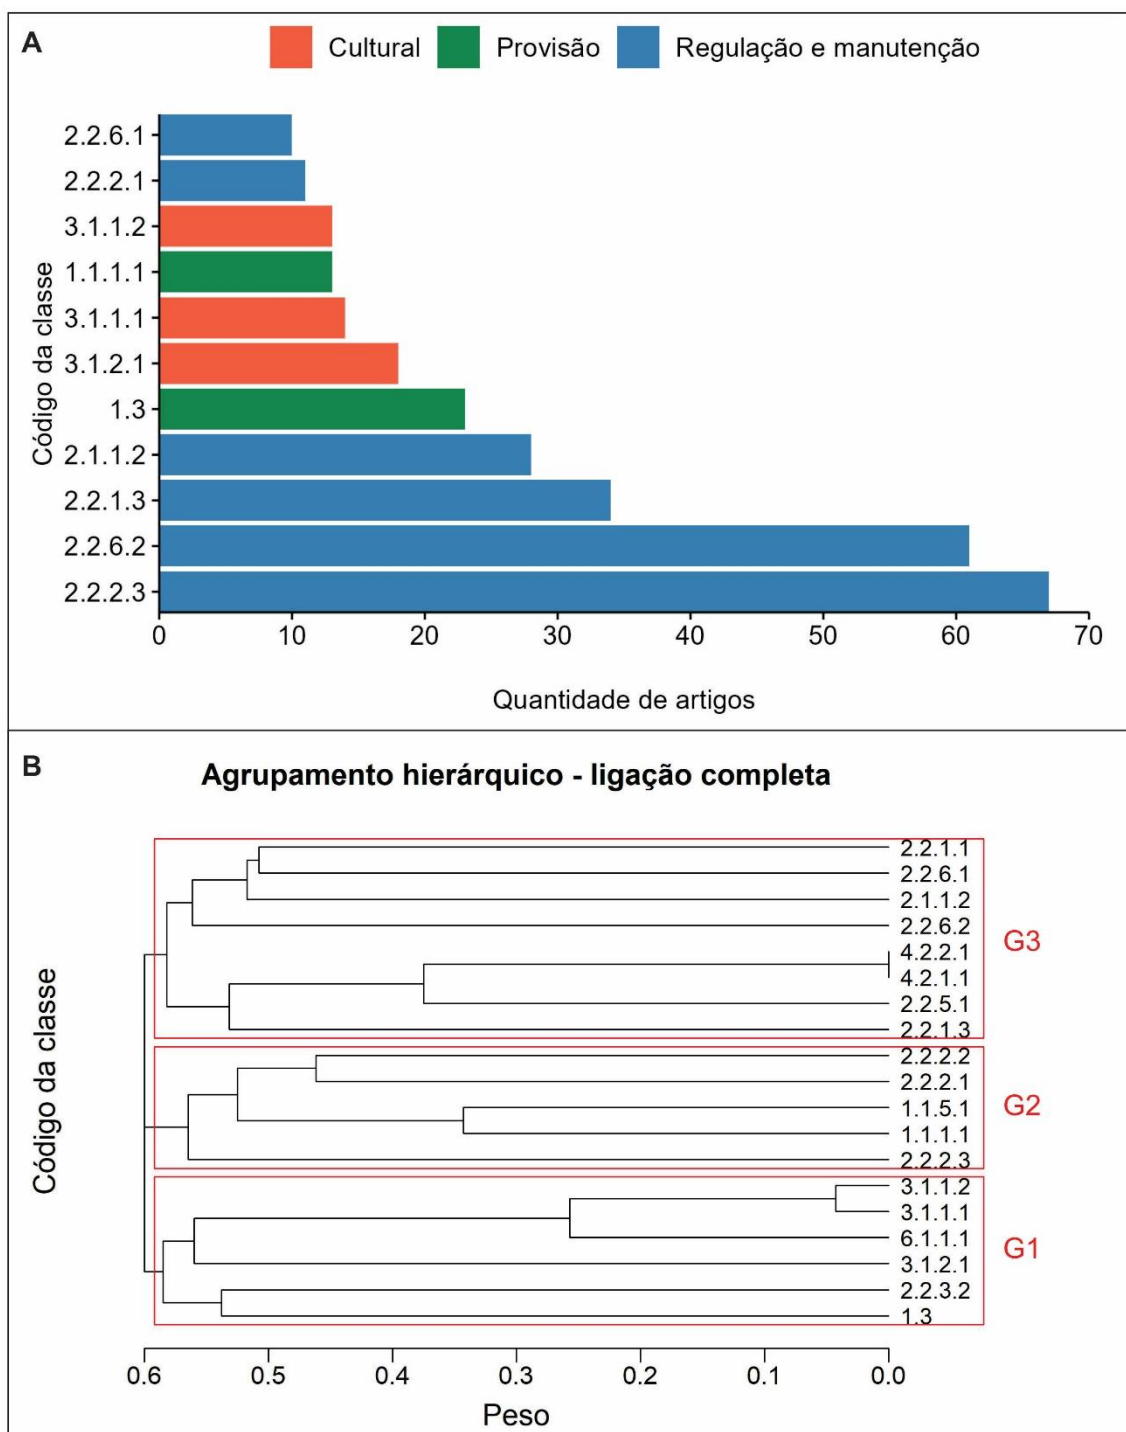 A
Cultural Provisão Regulação e manutenção
Código da classe
2.2.6.1
2.2.2.1
3.1.1.2
1.1.1.1
3.1.1.1
3.1.2.1
1.3
2.1.1.2
2.2.1.3
2.2.6.2
2.2.2.3
0 10 20 30 40 50 60 70
Quantidade de artigos
B
Agrupamento hierárquico - ligação completa
Código da classe
2.2.1.1
2.2.6.1
2.1.1.2
2.2.6.2
4.2.2.1
4.2.1.1
2.2.5.1
2.2.1.3
G3
2.2.2.2
2.2.2.1
1.1.5.1
1.1.1.1
2.2.2.3
G2
3.1.1.2
3.1.1.1
6.1.1.1
3.1.2.1
2.2.3.2
1.3
G1
0.6 0.5 0.4 0.3 0.2 0.1 0.0
Peso